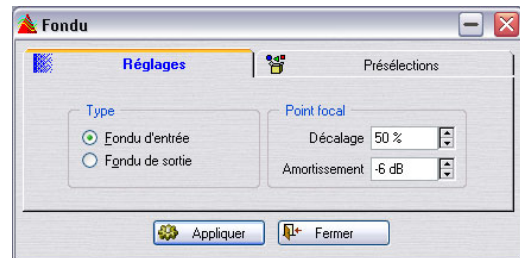 Fondu
Réglages
Présélections
Type
Fondu d'entrée
Fondu de sortie
Point focal
Décalage 50 %
Amortissement -6 dB
Appliquer
Fermer